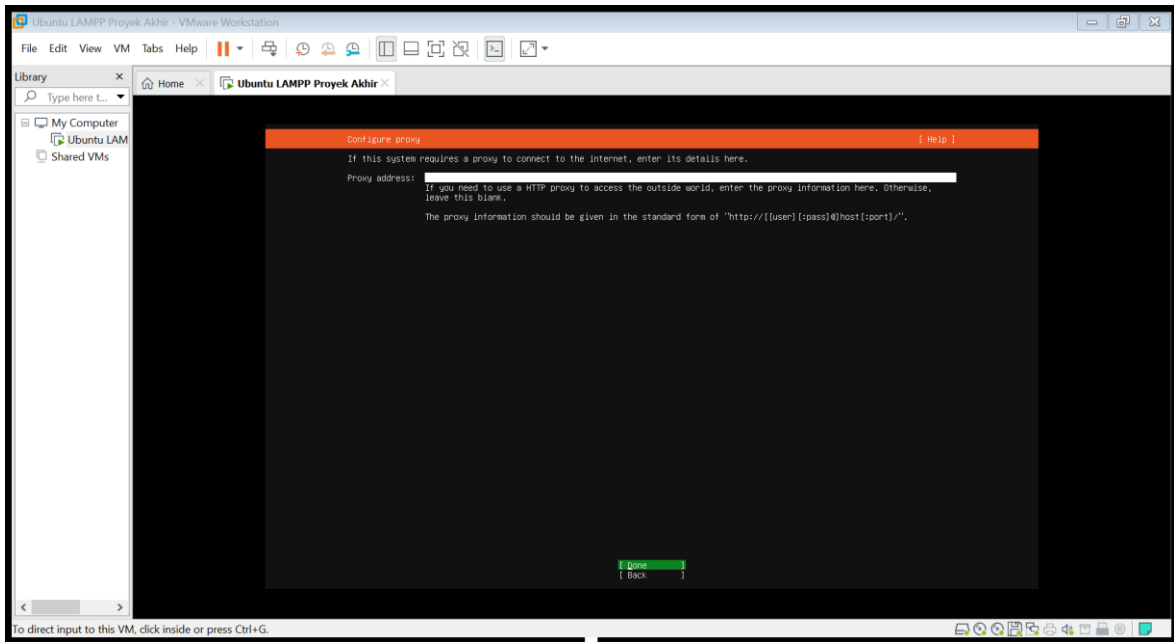 Ubuntu LAMPP Proyek Akhir - VMware Workstation
File Edit View VM Tabs Help
Library
Type here t...
My Computer
Ubuntu LAM
Shared VMs
Home
Ubuntu LAMPP Proyek Akhir
Configure proxy [ Help ]
If this system requires a proxy to connect to the internet, enter its details here.
Proxy address:
If you need to use a HTTP proxy to access the outside world, enter the proxy information here. Otherwise,
leave this blank.
The proxy information should be given in the standard form of "http://[[user][:pass]@]host[:port]/".
[ Done ]
[ Back ]
To direct input to this VM, click inside or press Ctrl+G.